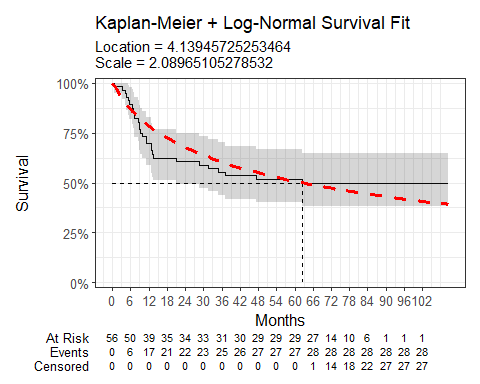 Kaplan-Meier + Log-Normal Survival Fit
Location = 4.13945725253464
Scale = 2.08965105278532
100%
75%
50%
25%
0%
Survival
0 6 12 18 24 30 36 42 48 54 60 66 72 78 84 90 96 102
Months
At Risk 56 50 39 35 34 33 31 30 29 29 29 27 14 10 6 1 1 1
Events 0 6 17 21 22 23 25 26 27 27 27 28 28 28 28 28 28 28
Censored 0 0 0 0 0 0 0 0 0 0 0 1 14 18 22 27 27 27